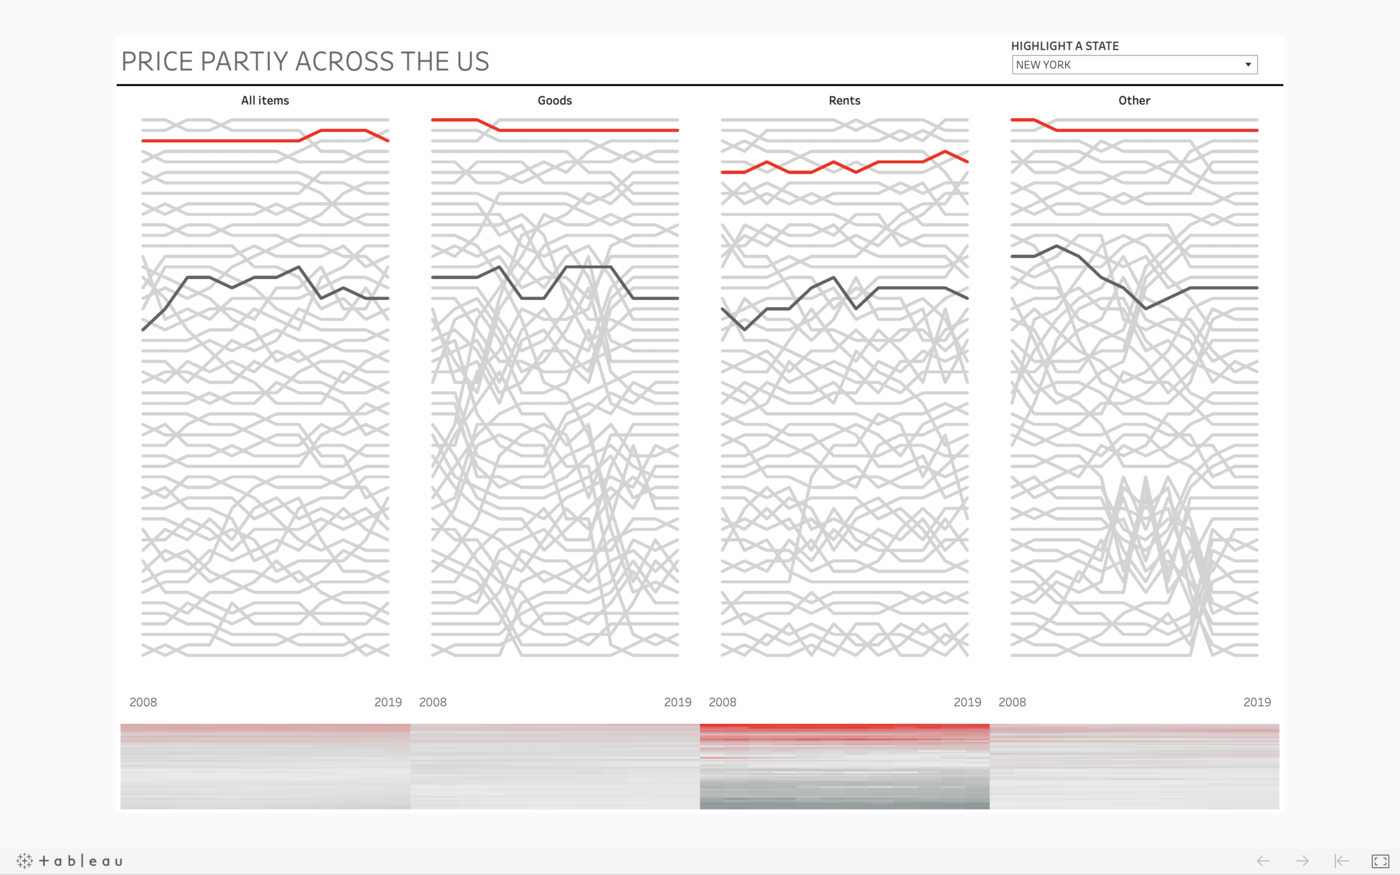 PRICE PARTIY ACROSS THE US
HIGHLIGHT A STATE
NEW YORK
All items
Goods
Rents
Other
2008
2019
2008
2019
2008
2019
2008
2019
+ a b l e a u